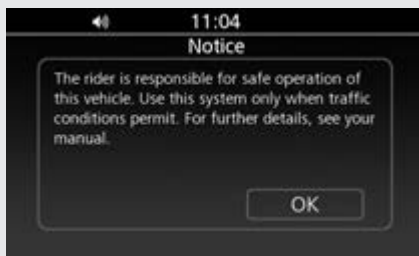 11:04
Notice
The rider is responsible for safe operation of
this vehicle. Use this system only when traffic
conditions permit. For further details, see your
manual.
OK